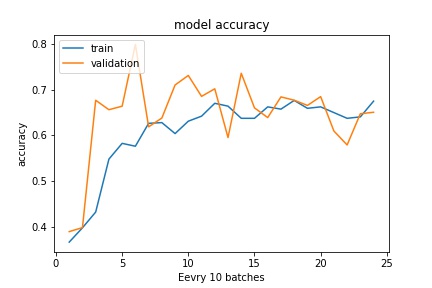 model accuracy
train
validation
0.8
0.7
0.6
0.5
0.4
accuracy
0 5 10 15 20 25
Eevry 10 batches